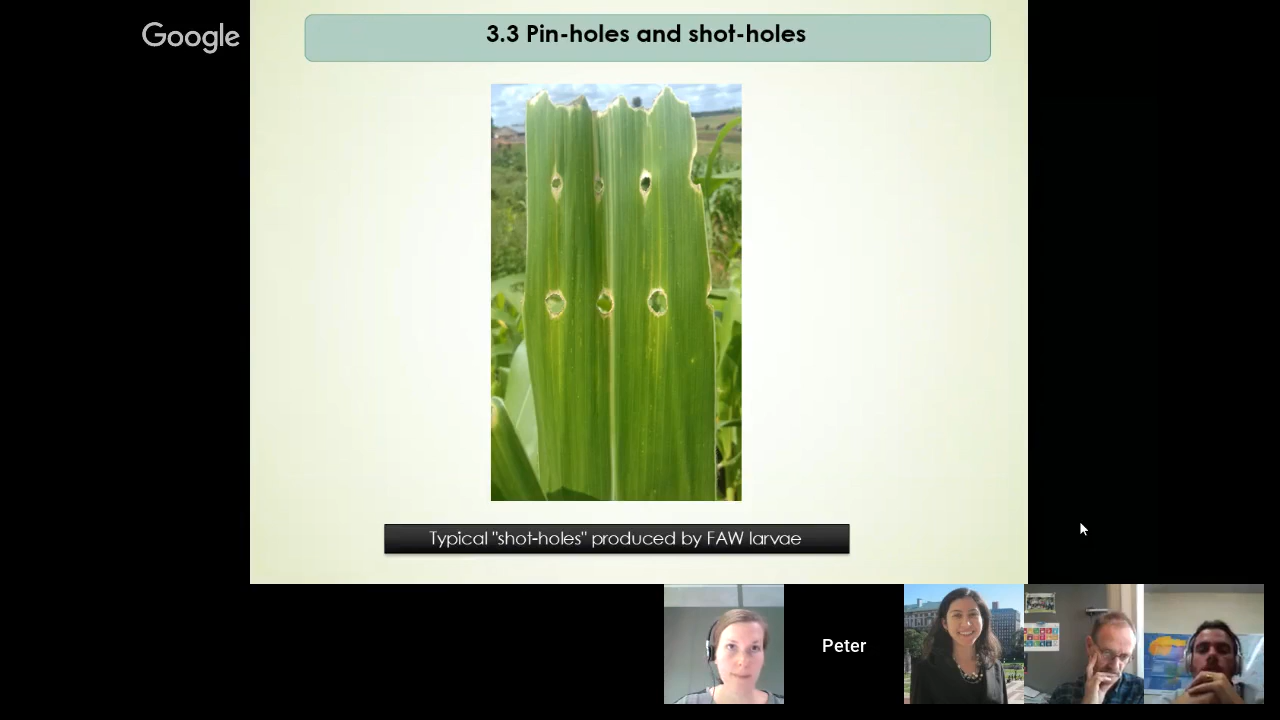 Google
3.3 Pin-holes and shot-holes
Typical "shot-holes" produced by FAW larvae
Peter